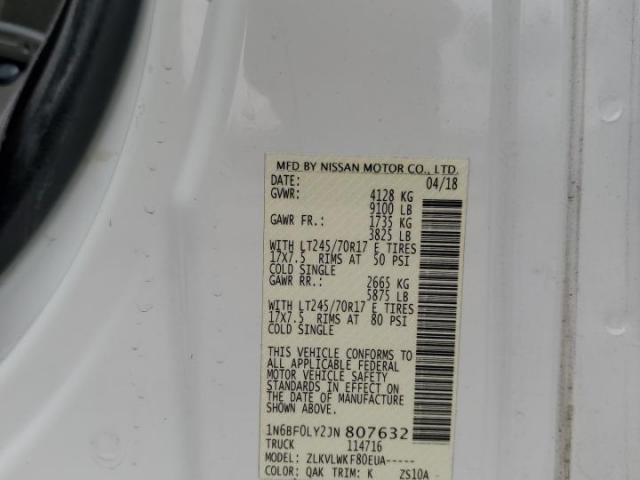 MFD BY NISSAN MOTOR CO., LTD.
DATE: 04/18
GVWR: 4128 KG
9100 LB
GAWR FR.: 1735 KG
3825 LB
WITH LT245/70R17 E TIRES
17X7.5 RIMS AT 50 PSI
COLD SINGLE
GAWR RR.: 2665 KG
5875 LB
WITH LT245/70R17 E TIRES
17X7.5 RIMS AT 80 PSI
COLD SINGLE
THIS VEHICLE CONFORMS TO
ALL APPLICABLE FEDERAL
MOTOR VEHICLE SAFETY
STANDARDS IN EFFECT ON
THE DATE OF MANUFACTURE
SHOWN ABOVE.
1N6BF0LY2JN807632
TRUCK 114716
MODEL: ZLKVLWKF80EUA-----
COLOR: QAK TRIM: K ZS10A